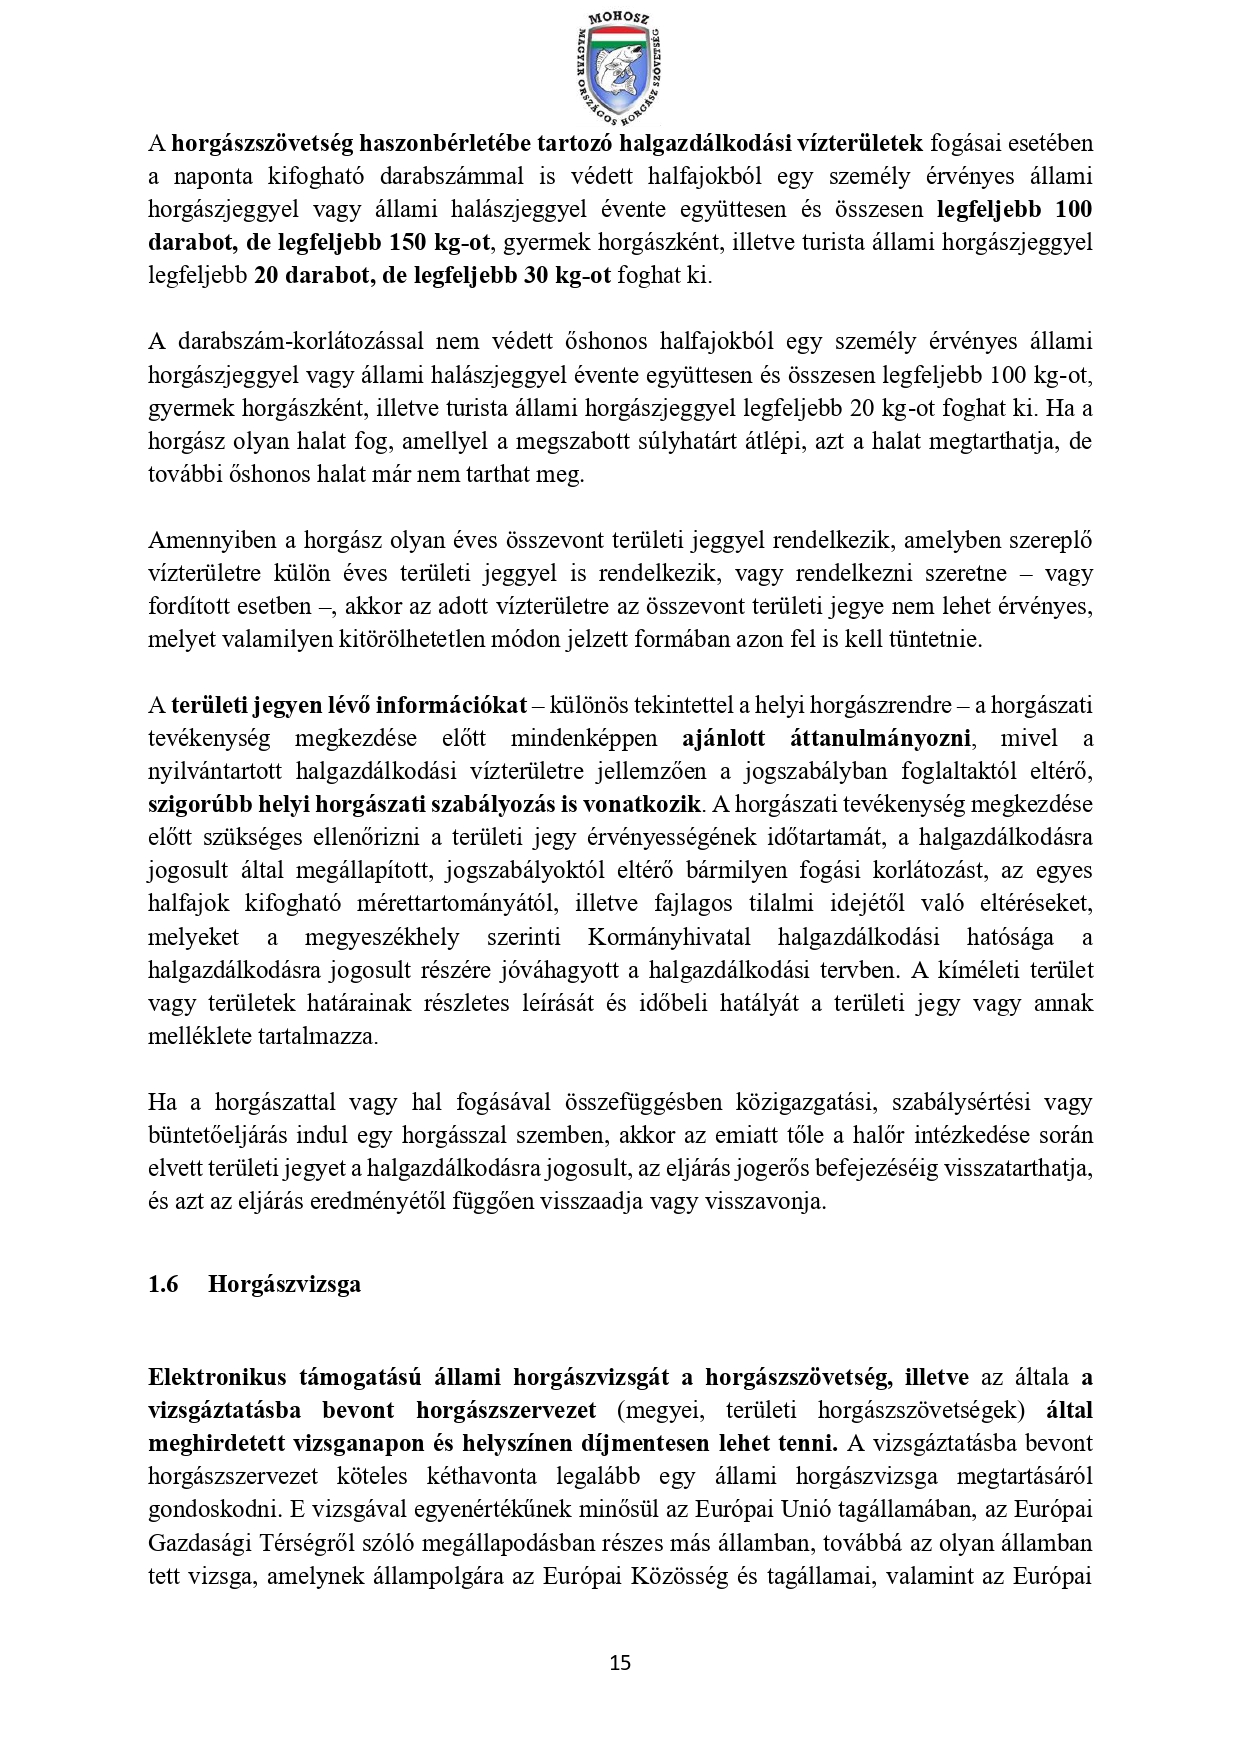 MOHOSZ
MAGYAR ORSZÁGOS HORGÁSZ SZÖVETSÉG
A horgászszövetség haszonbérletébe tartozó halgazdálkodási vízterületek fogásai esetében
a naponta kifogható darabszámmal is védett halfajokból egy személy érvényes állami
horgászjeggyel vagy állami halászjeggyel évente együttesen és összesen legfeljebb 100
darabot, de legfeljebb 150 kg-ot, gyermek horgászként, illetve turista állami horgászjeggyel
legfeljebb 20 darabot, de legfeljebb 30 kg-ot foghat ki.
A darabszám-korlátozással nem védett őshonos halfajokból egy személy érvényes állami
horgászjeggyel vagy állami halászjeggyel évente együttesen és összesen legfeljebb 100 kg-ot,
gyermek horgászként, illetve turista állami horgászjeggyel legfeljebb 20 kg-ot foghat ki. Ha a
horgász olyan halat fog, amellyel a megszabott súlyhatárt átlépi, azt a halat megtarthatja, de
további őshonos halat már nem tarthat meg.
Amennyiben a horgász olyan éves összevont területi jeggyel rendelkezik, amelyben szereplő
vízterületre külön éves területi jeggyel is rendelkezik, vagy rendelkezni szeretne – vagy
fordított esetben –, akkor az adott vízterületre az összevont területi jegye nem lehet érvényes,
melyet valamilyen kitörölhetetlen módon jelzett formában azon fel is kell tüntetnie.
A területi jegyen lévő információkat – különös tekintettel a helyi horgászrendre – a horgászati
tevékenység megkezdése előtt mindenképpen ajánlott áttanulmányozni, mivel a
nyilvántartott halgazdálkodási vízterületre jellemzően a jogszabályban foglaltaktól eltérő,
szigorúbb helyi horgászati szabályozás is vonatkozik. A horgászati tevékenység megkezdése
előtt szükséges ellenőrizni a területi jegy érvényességének időtartamát, a halgazdálkodásra
jogosult által megállapított, jogszabályoktól eltérő bármilyen fogási korlátozást, az egyes
halfajok kifogható mérettartományától, illetve fajlagos tilalmi idejétől való eltéréseket,
melyeket a megyeszékhely szerinti Kormányhivatal halgazdálkodási hatósága a
halgazdálkodásra jogosult részére jóváhagyott a halgazdálkodási tervben. A kíméleti terület
vagy területek határainak részletes leírását és időbeli hatályát a területi jegy vagy annak
melléklete tartalmazza.
Ha a horgászattal vagy hal fogásával összefüggésben közigazgatási, szabálysértési vagy
büntetőeljárás indul egy horgásszal szemben, akkor az emiatt tőle a halőr intézkedése során
elvett területi jegyet a halgazdálkodásra jogosult, az eljárás jogerős befejezéséig visszatarthatja,
és azt az eljárás eredményétől függően visszaadja vagy visszavonja.
1.6 Horgászvizsga
Elektronikus támogatású állami horgászvizsgát a horgászszövetség, illetve az általa a
vizsgáztatásba bevont horgászszervezet (megyei, területi horgászszövetségek) által
meghirdetett vizsganapon és helyszínen díjmentesen lehet tenni. A vizsgáztatásba bevont
horgászszervezet köteles kéthavonta legalább egy állami horgászvizsga megtartásáról
gondoskodni. E vizsgával egyenértékűnek minősül az Európai Unió tagállamában, az Európai
Gazdasági Térségről szóló megállapodásban részes más államban, továbbá az olyan államban
tett vizsga, amelynek állampolgára az Európai Közösség és tagállamai, valamint az Európai
15